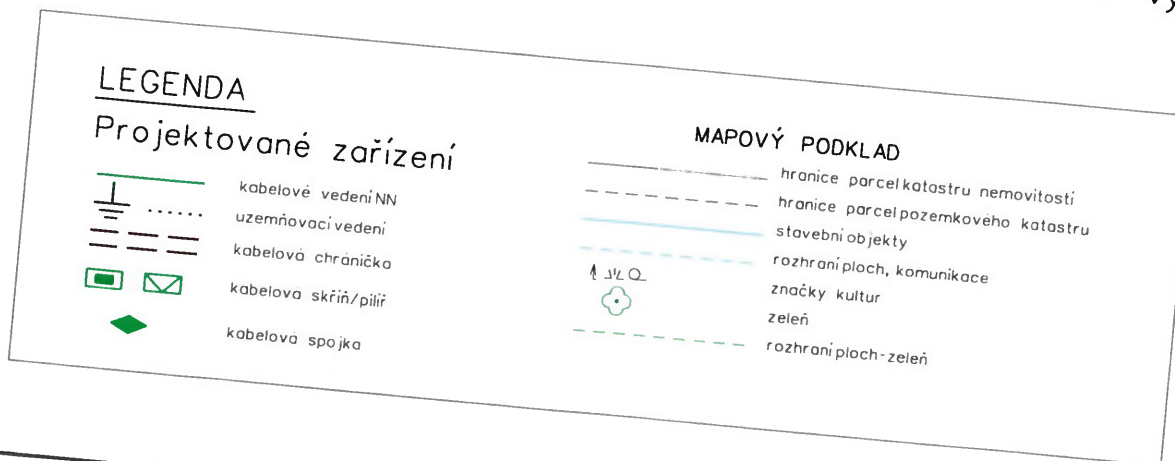 LEGENDA
Projektované zařízení
kabelové vedení NN
uzemňovací vedení
kabelová chránička
kabelová skříň/pilíř
kabelová spojka
MAPOVÝ PODKLAD
hranice parcel katastru nemovitostí
hranice parcel pozemkového katastru
stavební objekty
rozhraní ploch, komunikace
značky kultur
zeleň
rozhraní ploch-zeleň